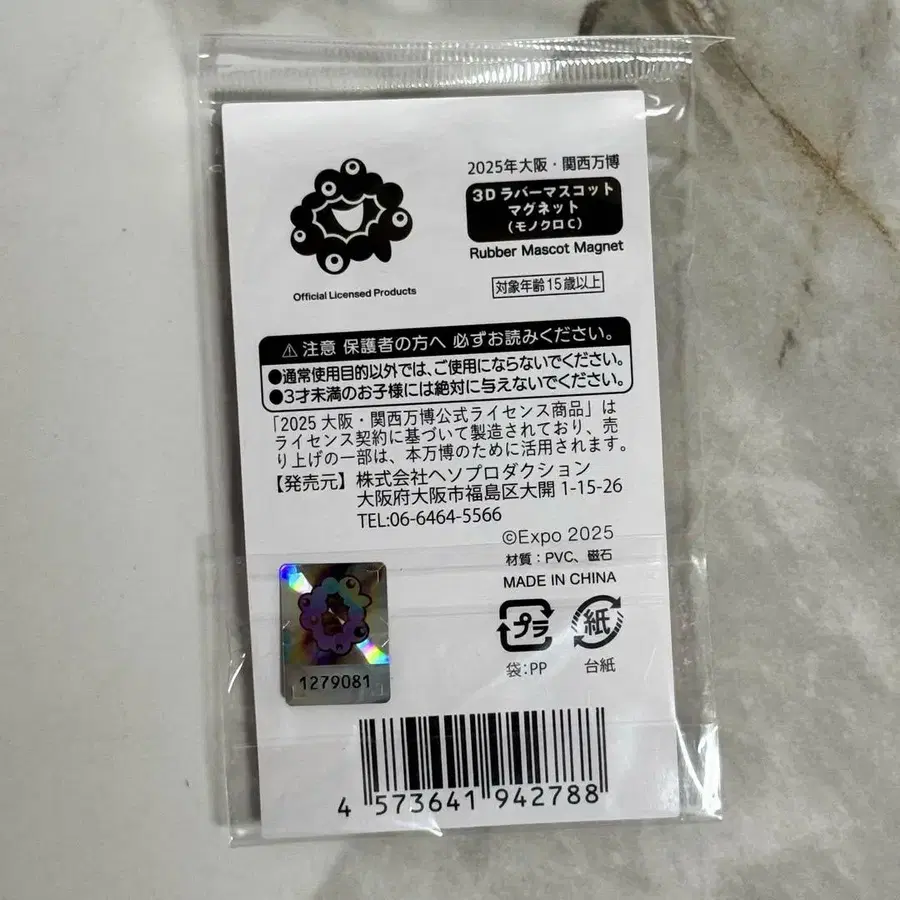 2025年大阪・関西万博
3Dラバーマスコット
マグネット
(モノクロC)
Rubber Mascot Magnet
Official Licensed Products
対象年齢15歳以上
⚠注意 保護者の方へ 必ずお読みください。
●通常使用目的以外では、ご使用にならないでください。
●3才未満のお子様には絶対に与えないでください。
「2025 大阪・関西万博公式ライセンス商品」は
ライセンス契約に基づいて製造されており、売
り上げの一部は、本万博のために活用されます。
【発売元】株式会社ヘソプロダクション
大阪府大阪市福島区大開 1-15-26
TEL:06-6464-5566
©Expo 2025
材質:PVC、磁石
MADE IN CHINA
プラ 紙
袋:PP 台紙
1279081
4 573641 942788